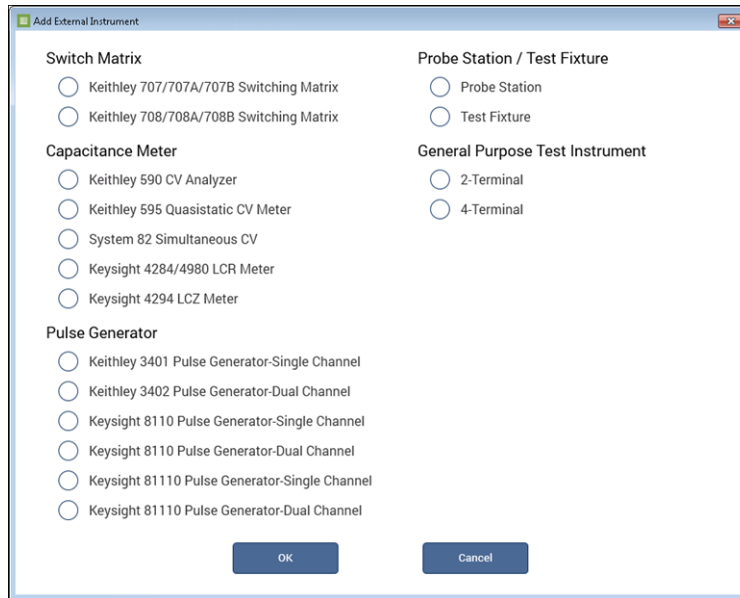 Add External Instrument
Switch Matrix
Keithley 707/707A/707B Switching Matrix
Keithley 708/708A/708B Switching Matrix
Capacitance Meter
Keithley 590 CV Analyzer
Keithley 595 Quasistatic CV Meter
System 82 Simultaneous CV
Keysight 4284/4980 LCR Meter
Keysight 4294 LCZ Meter
Pulse Generator
Keithley 3401 Pulse Generator-Single Channel
Keithley 3402 Pulse Generator-Dual Channel
Keysight 8110 Pulse Generator-Single Channel
Keysight 8110 Pulse Generator-Dual Channel
Keysight 81110 Pulse Generator-Single Channel
Keysight 81110 Pulse Generator-Dual Channel
Probe Station / Test Fixture
Probe Station
Test Fixture
General Purpose Test Instrument
2-Terminal
4-Terminal
OK
Cancel